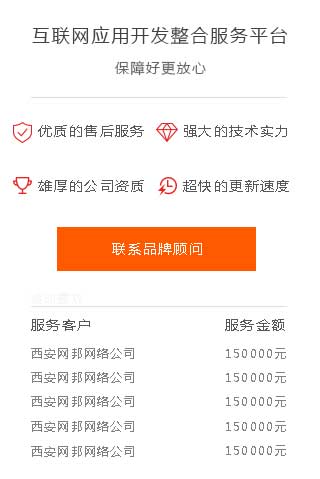 互联网应用开发整合服务平台
保障好更放心
优质的售后服务 强大的技术实力
雄厚的公司资质 超快的更新速度
联系品牌顾问
服务客户 服务金额
西安网邦网络公司 150000元
西安网邦网络公司 150000元
西安网邦网络公司 150000元
西安网邦网络公司 150000元
西安网邦网络公司 150000元